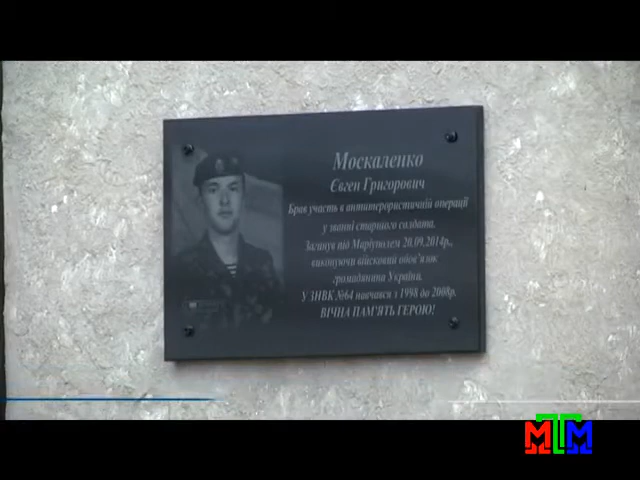 Москаленко
Євген Григорович
Брав участь в антитерористичній операції
у званні старшого солдата.
Загинув під Маріуполем 20.09.2014р.,
виконуючи військовий обов'язок
громадянина України.
У ЗНВК №64 навчався з 1998 до 2008р.
ВІЧНА ПАМ'ЯТЬ ГЕРОЮ!
МТМ